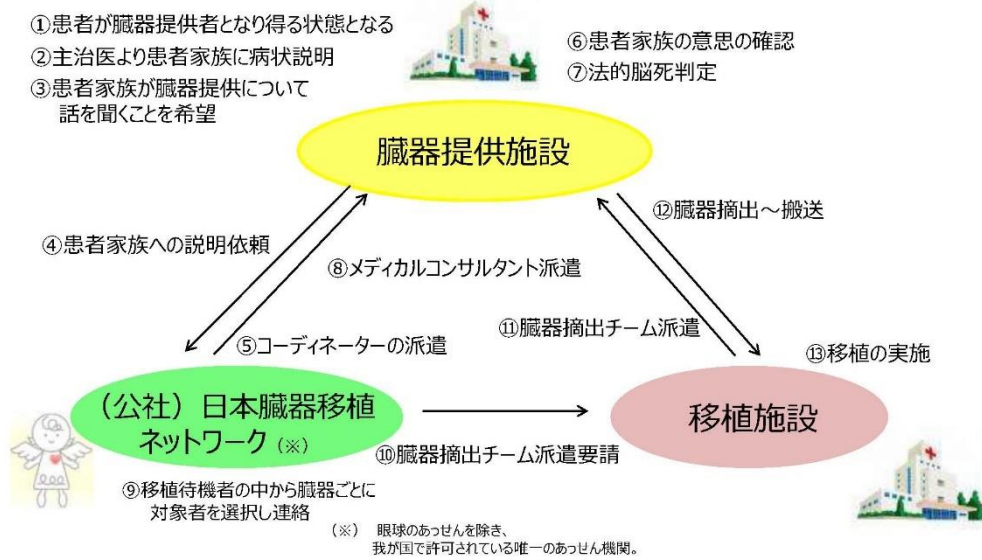 ①患者が臓器提供者となり得る状態となる
②主治医より患者家族に病状説明
③患者家族が臓器提供について
話を聞くことを希望
⑥患者家族の意思の確認
⑦法的脳死判定
臓器提供施設
⑫臓器摘出～搬送
④患者家族への説明依頼
⑧メディカルコンサルタント派遣
⑪臓器摘出チーム派遣
⑤コーディネーターの派遣
⑬移植の実施
（公社）日本臓器移植
ネットワーク（※）
移植施設
⑩臓器摘出チーム派遣要請
⑨移植待機者の中から臓器ごとに
対象者を選択し連絡
（※）　眼球のあっせんを除き、
我が国で許可されている唯一のあっせん機関。